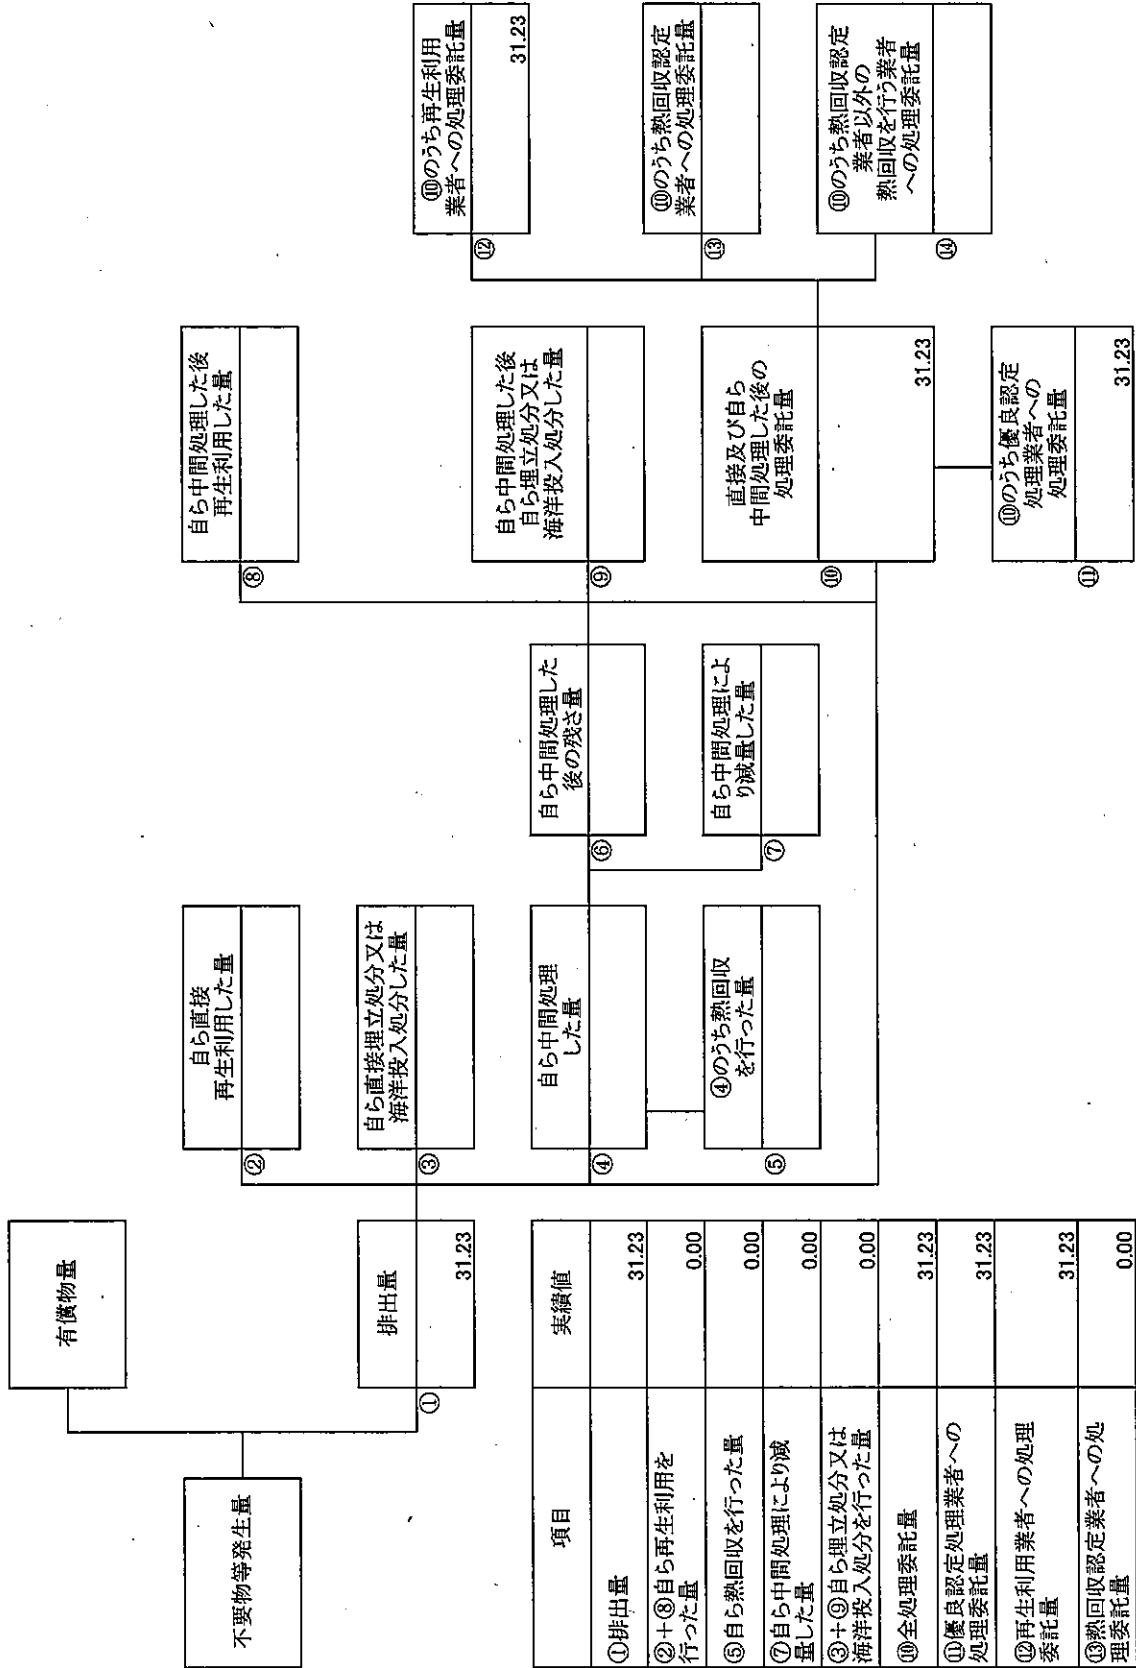 不要物等発生量
有償物量
排出量
①
31.23
自ら直接
再生利用した量
②
自ら直接埋立処分又は
海洋投入処分した量
③
自ら中間処理
した量
④
④のうち熱回収
を行った量
⑤
自ら中間処理した
後の残さ量
⑥
自ら中間処理によ
り減量した量
⑦
自ら中間処理した後
再生利用した量
⑧
自ら中間処理した後
自ら埋立処分又は
海洋投入処分した量
⑨
直接及び自ら
中間処理した後の
処理委託量
⑩
31.23
⑩のうち優良認定
処理業者への
処理委託量
⑪
31.23
⑩のうち再生利用
業者への処理委託量
⑫
31.23
⑩のうち熱回収認定
業者への処理委託量
⑬
⑩のうち熱回収認定
業者以外の
熱回収を行う業者
への処理委託量
⑭
項目 実績値
①排出量 31.23
②+⑧自ら再生利用を
行った量 0.00
⑤自ら熱回収を行った量 0.00
⑦自ら中間処理により減
量した量 0.00
③+⑨自ら埋立処分又は
海洋投入処分を行った量 0.00
⑩全処理委託量 31.23
⑪優良認定処理業者への
処理委託量 31.23
⑫再生利用業者への処理
委託量 31.23
⑬熱回収認定業者への処
理委託量 0.00